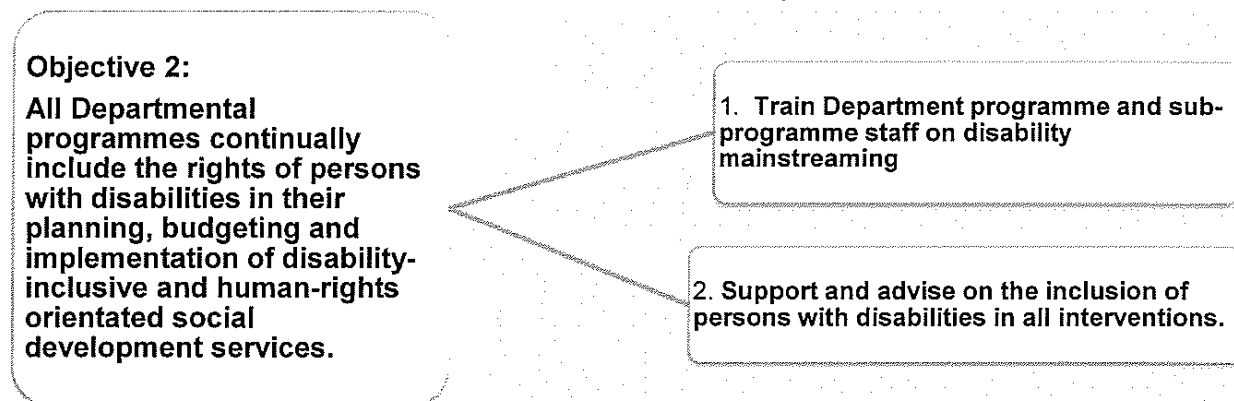 Objective 2:
All Departmental
programmes continually
include the rights of persons
with disabilities in their
planning, budgeting and
implementation of disability-
inclusive and human-rights
orientated social
development services.
1. Train Department programme and sub-
programme staff on disability
mainstreaming
2. Support and advise on the inclusion of
persons with disabilities in all interventions.